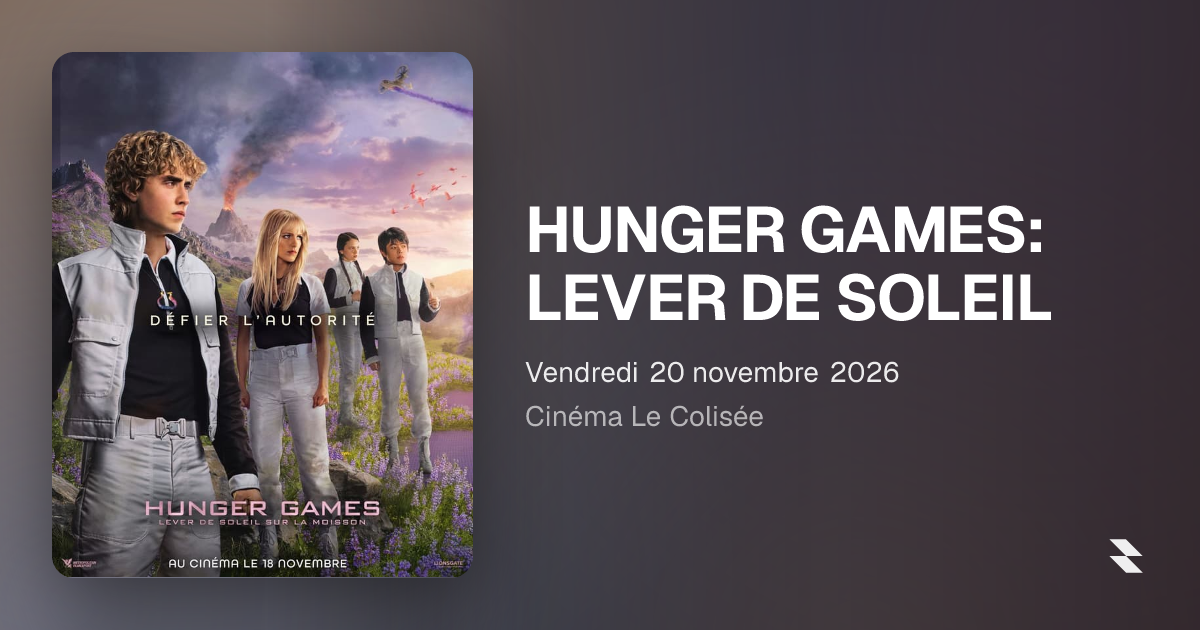 DÉFIER L'AUTORITÉ
HUNGER GAMES
LEVER DE SOLEIL SUR LA MOISSON
AU CINÉMA LE 18 NOVEMBRE
LIONSGATE
HUNGER GAMES:
LEVER DE SOLEIL
Vendredi 20 novembre 2026
Cinéma Le Colisée